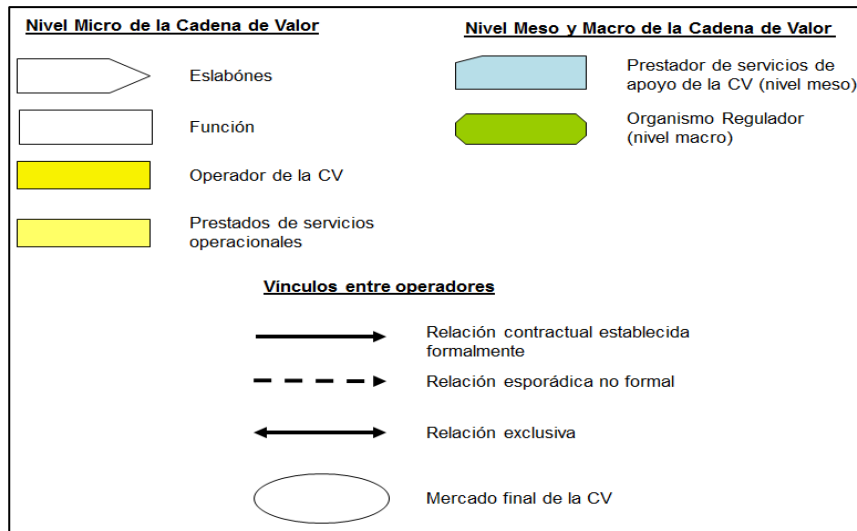 Nivel Micro de la Cadena de Valor
Eslabónes
Función
Operador de la CV
Prestados de servicios
operacionales
Nivel Meso y Macro de la Cadena de Valor
Prestador de servicios de
apoyo de la CV (nivel meso)
Organismo Regulador
(nivel macro)
Vínculos entre operadores
Relación contractual establecida
formalmente
Relación esporádica no formal
Relación exclusiva
Mercado final de la CV